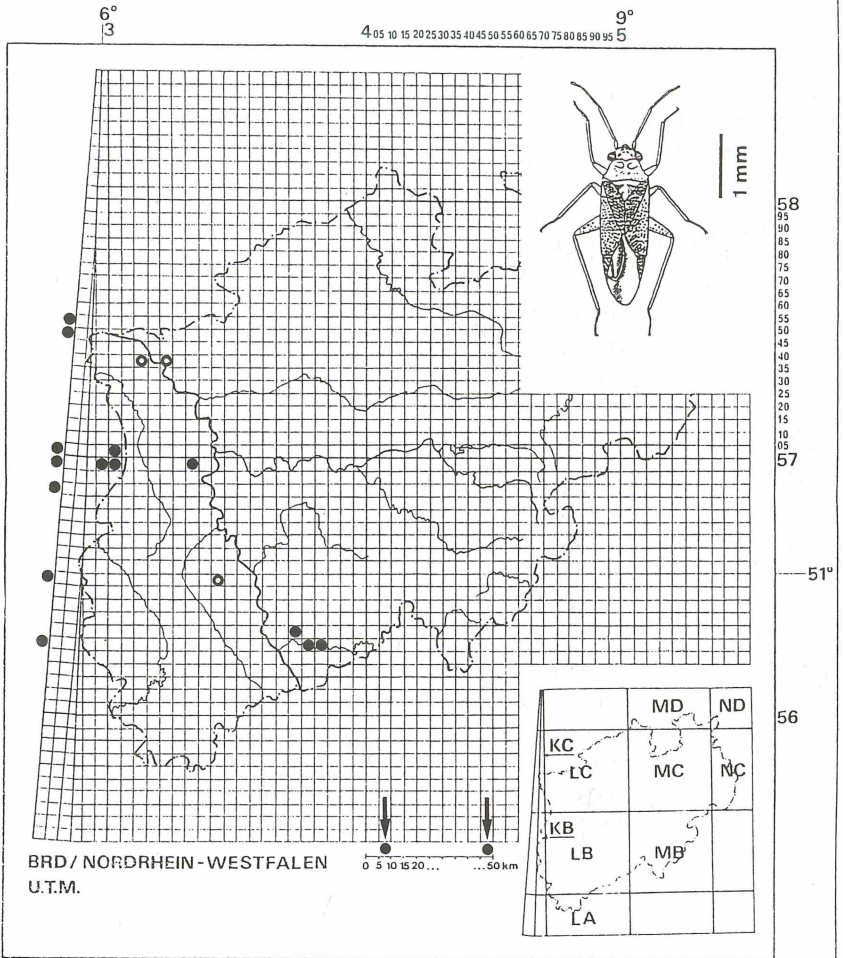 6° 9°
3 4 05 10 15 20 25 30 35 40 45 50 55 60 65 70 75 80 85 90 95 5
1 mm
58
95
90
85
80
75
70
65
60
55
50
45
40
35
30
25
20
15
10
05
57
51°
56
MD ND
KC
LC MC NC
KB
LB MB
LA
BRD / NORDRHEIN-WESTFALEN
U.T.M.
0 5 10 15 20... ...50 km